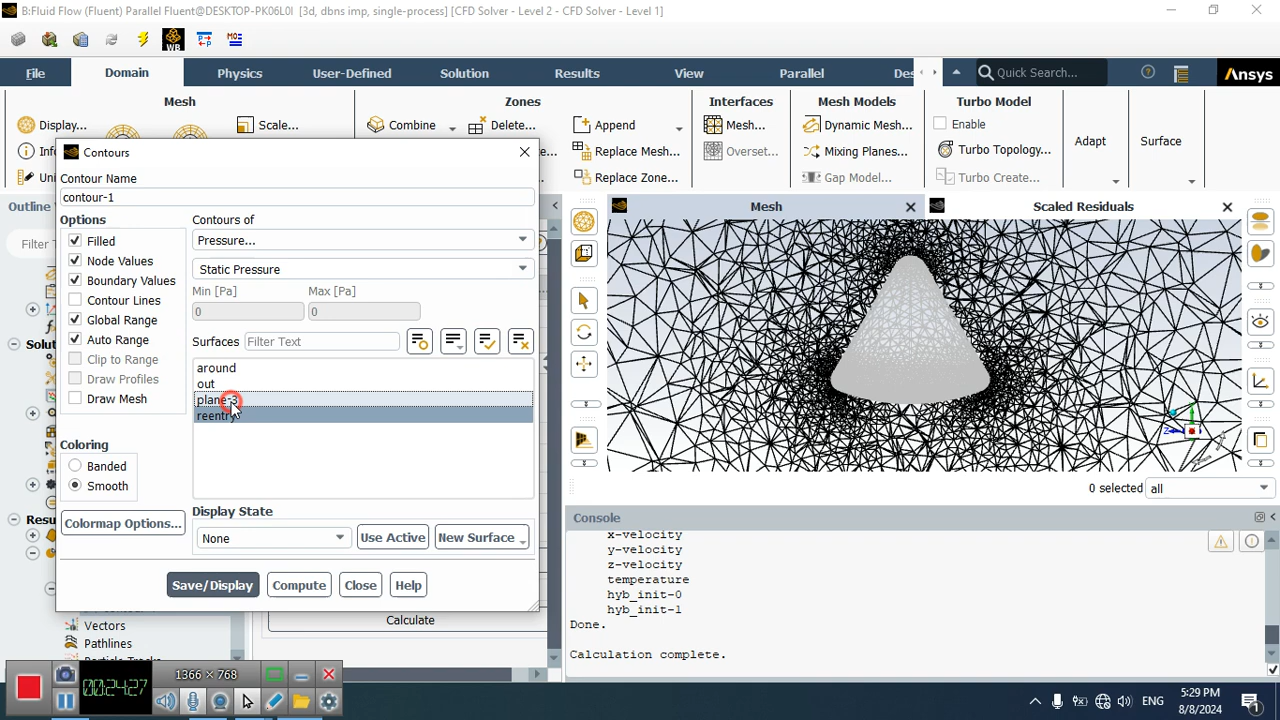 B:Fluid Flow (Fluent) Parallel Fluent@DESKTOP-PK06L0I [3d, dbns imp, single-process] [CFD Solver - Level 2 - CFD Solver - Level 1]
File Domain Physics User-Defined Solution Results View Parallel Quick Search... Ansys
Mesh Zones Interfaces Mesh Models Turbo Model
Display... Scale... Combine Delete... Append Mesh... Dynamic Mesh... Enable Adapt Surface
Replace Mesh... Overset... Mixing Planes... Turbo Topology...
Replace Zone... Gap Model... Turbo Create...
Contours
Contour Name
contour-1
Options
Filled
Node Values
Boundary Values
Contour Lines
Global Range
Auto Range
Clip to Range
Draw Profiles
Draw Mesh
Coloring
Banded
Smooth
Colormap Options...
Contours of
Pressure...
Static Pressure
Min [Pa] Max [Pa]
0 0
Surfaces Filter Text
around
out
Display State
None Use Active New Surface
Save/Display Compute Close Help
Calculate
Vectors
Pathlines
Mesh Scaled Residuals
0 selected all
Console
x-velocity
y-velocity
z-velocity
temperature
hyb_init-0
hyb_init-1
Done.
Calculation complete.
1366 × 768
00:24:27
ENG
5:29 PM
8/8/2024